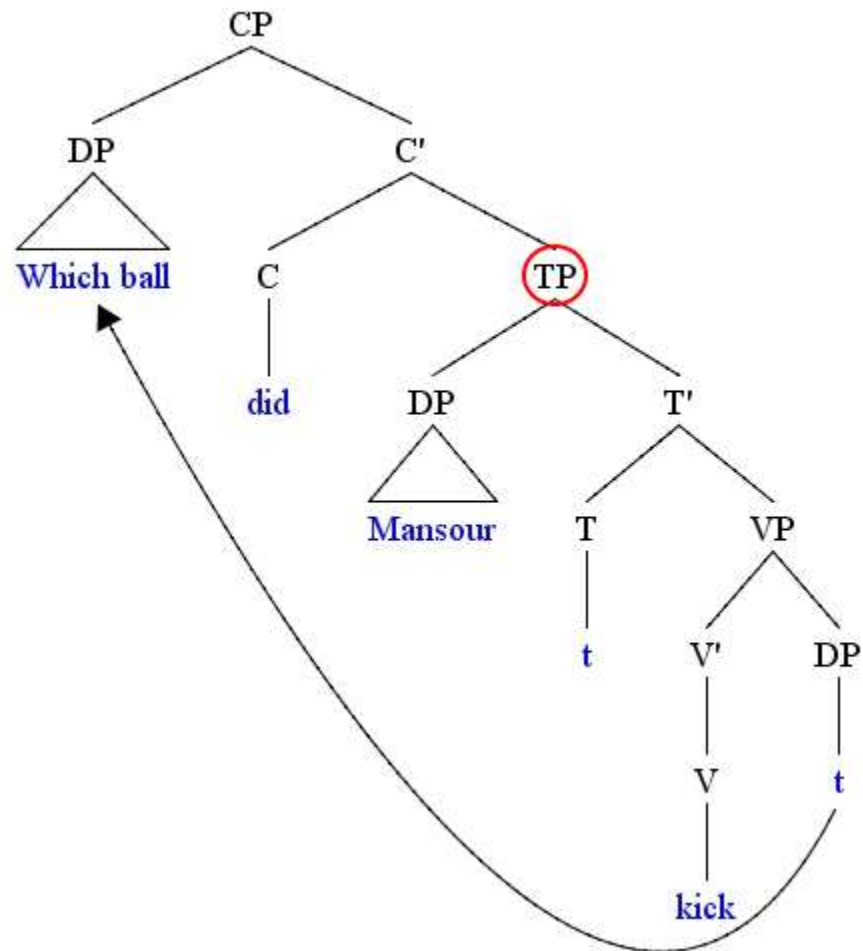 CP
DP C'
Which ball C TP
did DP T'
Mansour T VP
t V' DP
V t
kick